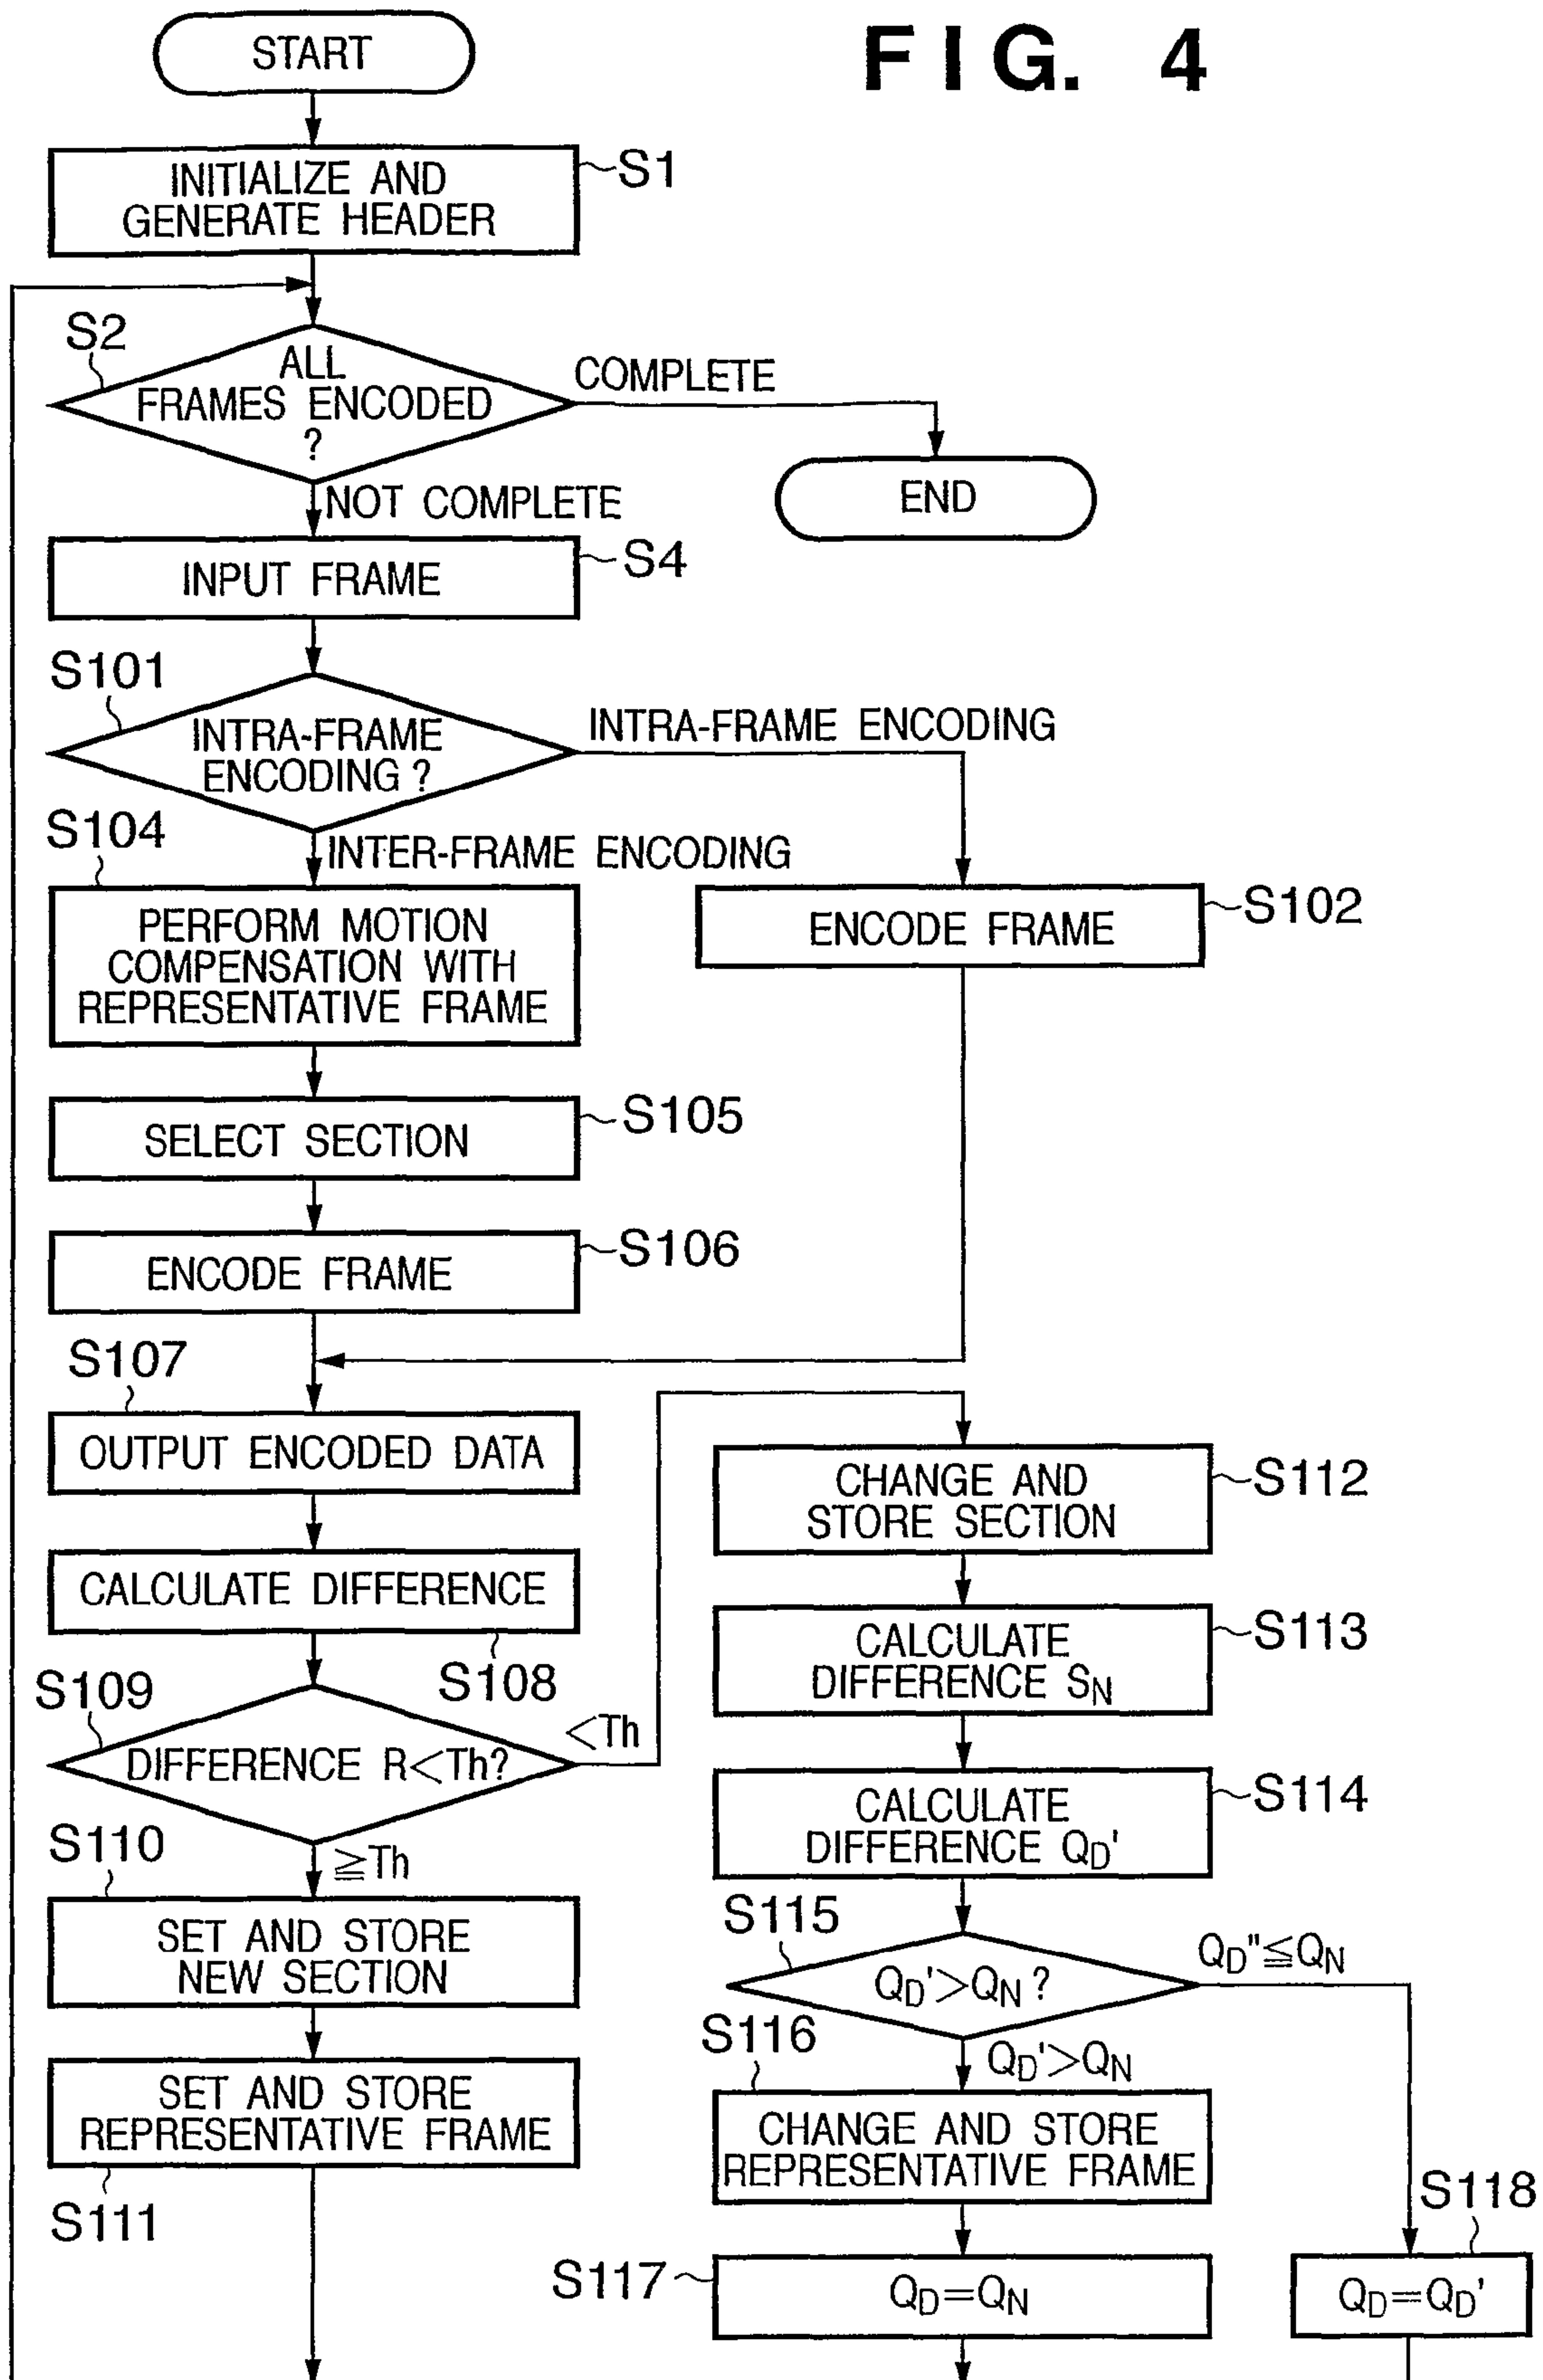 START
FIG. 4
INITIALIZE AND
GENERATE HEADER
S1
S2
ALL
FRAMES ENCODED
?
COMPLETE
END
NOT COMPLETE
INPUT FRAME
S4
S101
INTRA-FRAME
ENCODING ?
INTRA-FRAME ENCODING
S104
INTER-FRAME ENCODING
PERFORM MOTION
COMPENSATION WITH
REPRESENTATIVE FRAME
ENCODE FRAME
S102
SELECT SECTION
S105
ENCODE FRAME
S106
S107
OUTPUT ENCODED DATA
CALCULATE DIFFERENCE
S108
S109
DIFFERENCE R<Th?
<Th
S110
≧Th
SET AND STORE
NEW SECTION
SET AND STORE
REPRESENTATIVE FRAME
S111
CHANGE AND
STORE SECTION
S112
CALCULATE
DIFFERENCE SN
S113
CALCULATE
DIFFERENCE QD'
S114
S115
QD'>QN ?
QD"≦QN
S116
QD'>QN
CHANGE AND STORE
REPRESENTATIVE FRAME
S117
QD=QN
S118
QD=QD'